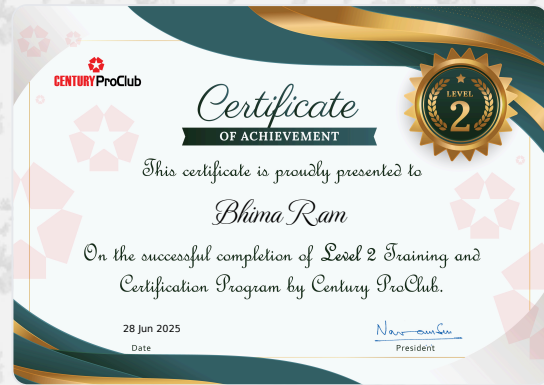 CENTURY ProClub
LEVEL
2
Certificate
OF ACHIEVEMENT
This certificate is proudly presented to
Bhima Ram
On the successful completion of Level 2 Training and
Certification Program by Century ProClub.
28 Jun 2025
Date
President